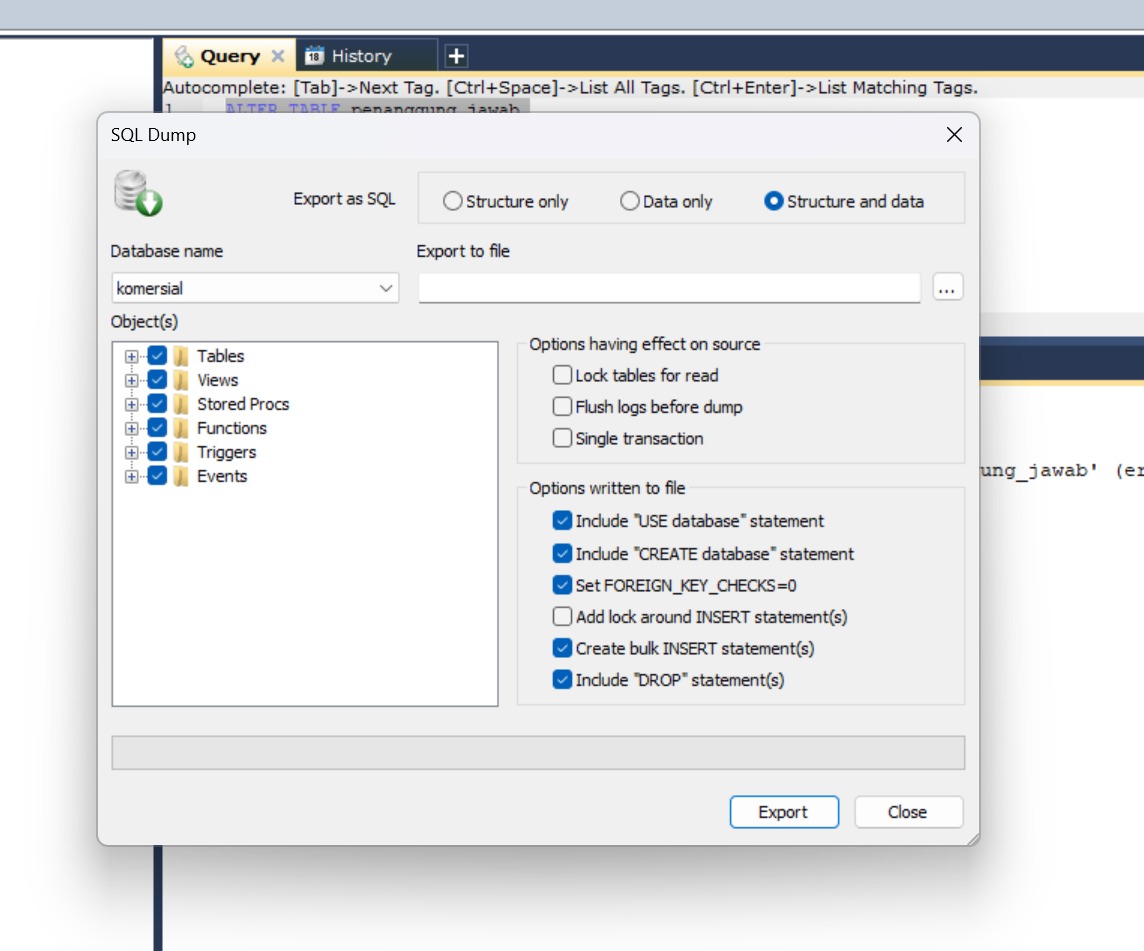 Query
History
Autocomplete: [Tab]->Next Tag. [Ctrl+Space]->List All Tags. [Ctrl+Enter]->List Matching Tags.
1 ALTER TABLE penanggung_jawab
SQL Dump
Export as SQL
Structure only
Data only
Structure and data
Database name
Export to file
komersial
...
Object(s)
Tables
Views
Stored Procs
Functions
Triggers
Events
Options having effect on source
Lock tables for read
Flush logs before dump
Single transaction
ung_jawab' (er
Options written to file
Include "USE database" statement
Include "CREATE database" statement
Set FOREIGN_KEY_CHECKS=0
Add lock around INSERT statement(s)
Create bulk INSERT statement(s)
Include "DROP" statement(s)
Export
Close